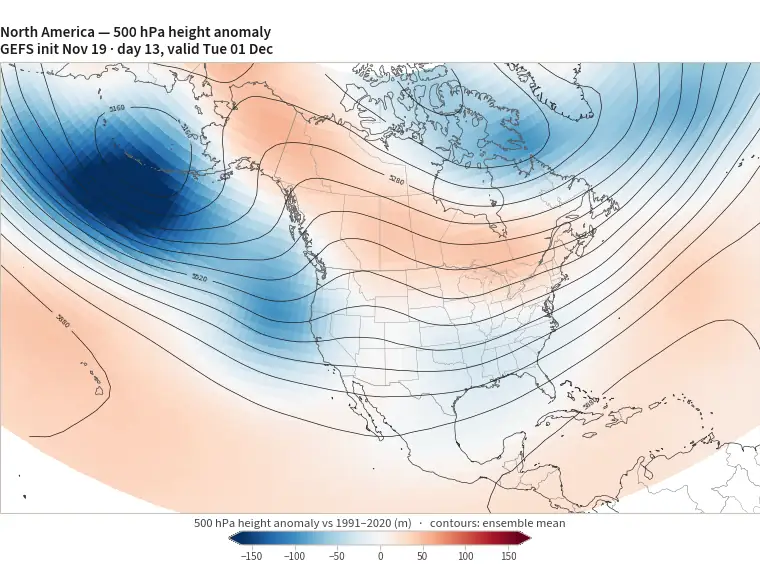 North America — 500 hPa height anomaly
GEFS init Nov 19 · day 13, valid Tue 01 Dec
5160
5280
5520
5880
500 hPa height anomaly vs 1991–2020 (m) · contours: ensemble mean
−150 −100 −50 0 50 100 150